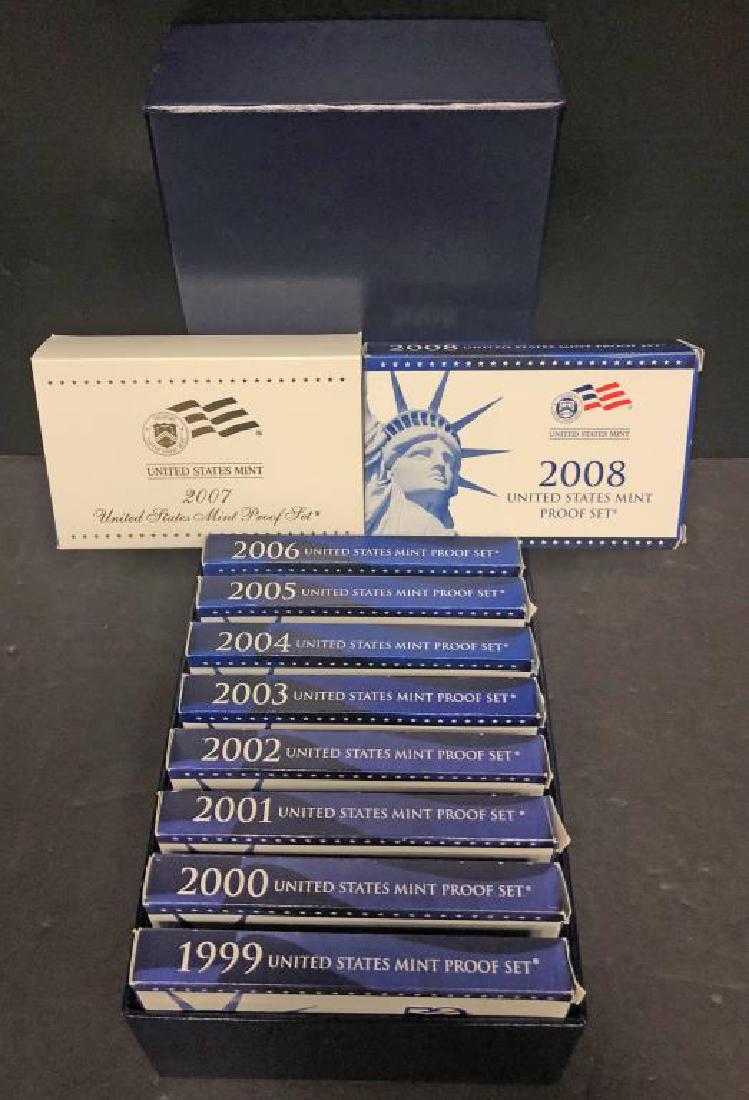 2008 UNITED STATES MINT PROOF SET
UNITED STATES MINT
2007
United States Mint Proof Set®
UNITED STATES MINT
2008
UNITED STATES MINT
PROOF SET®
2006 UNITED STATES MINT PROOF SET®
2005 UNITED STATES MINT PROOF SET®
2004 UNITED STATES MINT PROOF SET®
2003 UNITED STATES MINT PROOF SET®
2002 UNITED STATES MINT PROOF SET®
2001 UNITED STATES MINT PROOF SET®
2000 UNITED STATES MINT PROOF SET®
1999 UNITED STATES MINT PROOF SET®